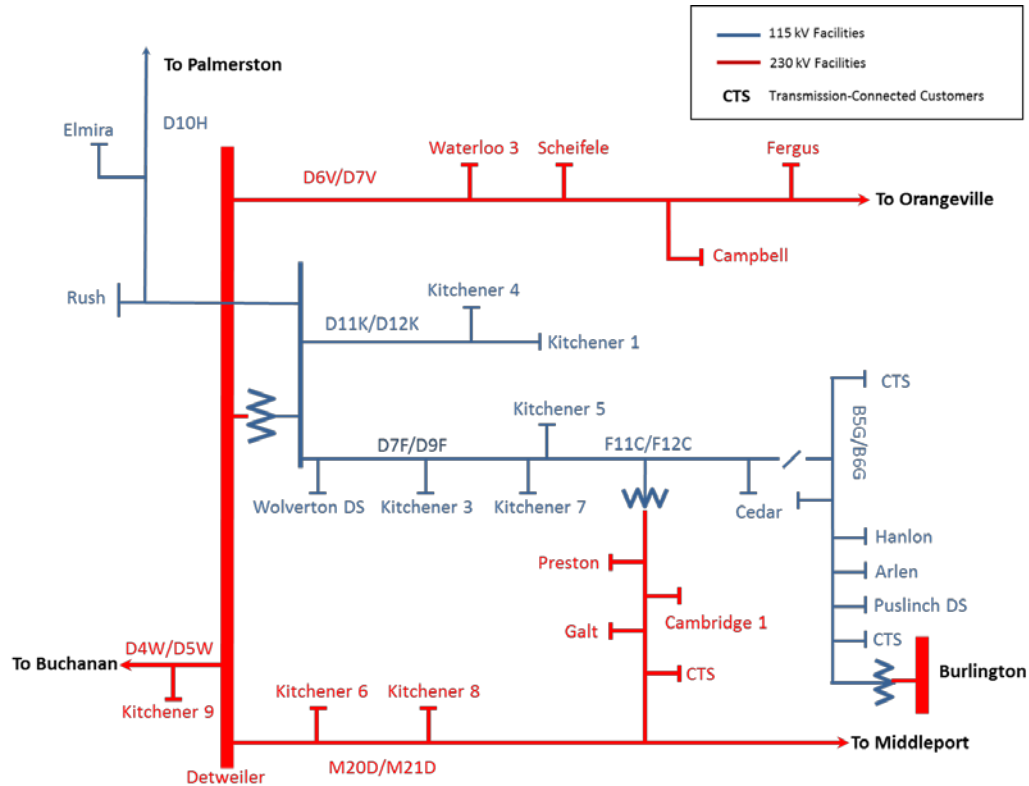 115 kV Facilities
230 kV Facilities
CTS Transmission-Connected Customers
To Palmerston
D10H
Elmira
Waterloo 3
Scheifele
Fergus
D6V/D7V
To Orangeville
Campbell
Rush
Kitchener 4
D11K/D12K
Kitchener 1
CTS
B5G/B6G
Kitchener 5
D7F/D9F
F11C/F12C
Wolverton DS
Kitchener 3
Kitchener 7
Cedar
Hanlon
Preston
Arlen
Puslinch DS
Cambridge 1
Galt
CTS
D4W/D5W
To Buchanan
CTS
Burlington
Kitchener 9
Kitchener 6
Kitchener 8
To Middleport
M20D/M21D
Detweiler